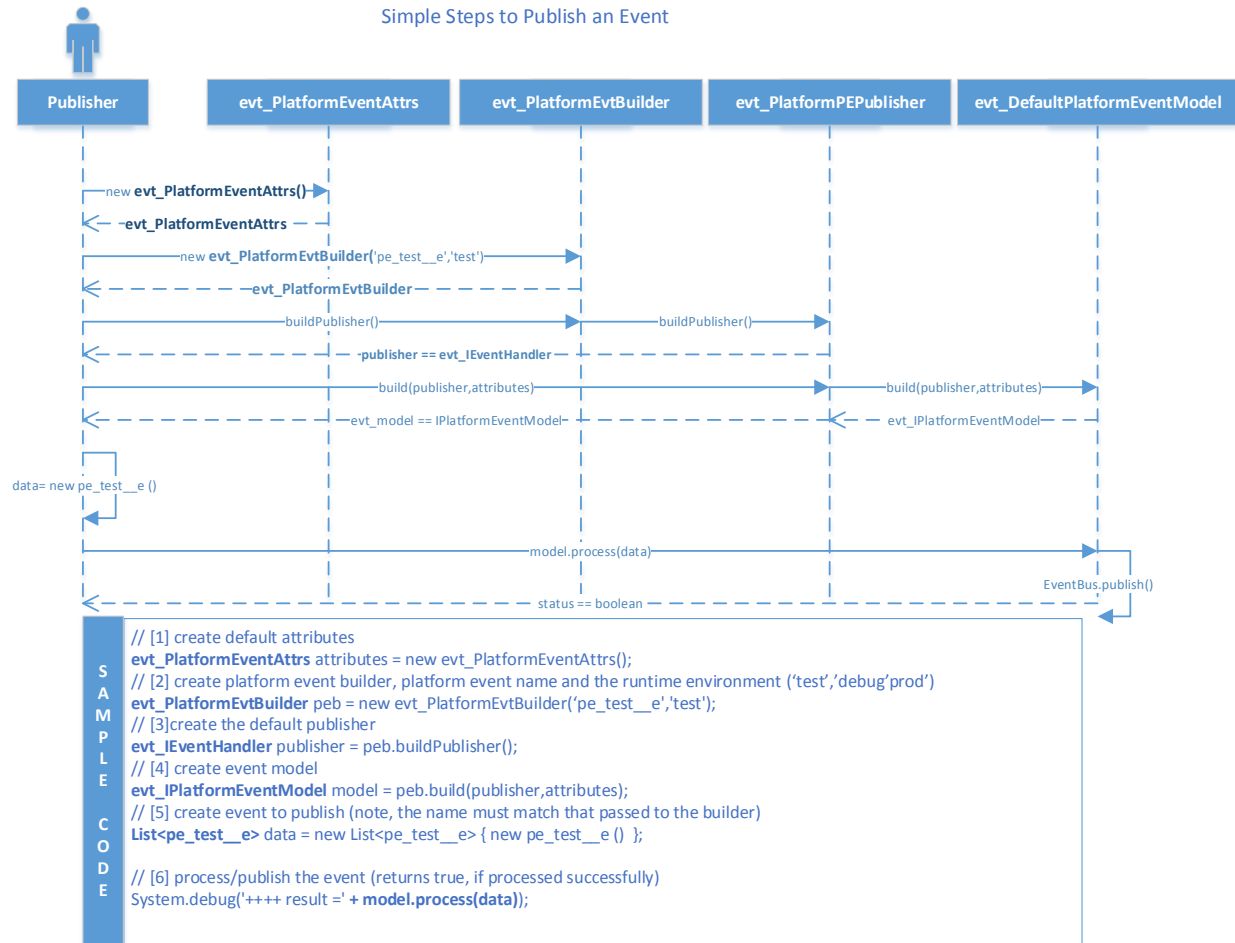 Simple Steps to Publish an Event
Publisher
evt_PlatformEventAttrs
evt_PlatformEvtBuilder
evt_PlatformPEPublisher
evt_DefaultPlatformEventModel
new evt_PlatformEventAttrs()
evt_PlatformEventAttrs
new evt_PlatformEvtBuilder('pe_test__e','test')
evt_PlatformEvtBuilder
buildPublisher()
buildPublisher()
publisher == evt_IEventHandler
build(publisher,attributes)
build(publisher,attributes)
evt_model == IPlatformEventModel
evt_IPlatformEventModel
data= new pe_test__e ()
model.process(data)
EventBus.publish()
status == boolean
SAMPLE CODE
// [1] create default attributes
evt_PlatformEventAttrs attributes = new evt_PlatformEventAttrs();
// [2] create platform event builder, platform event name and the runtime environment (‘test’,’debug’prod’)
evt_PlatformEvtBuilder peb = new evt_PlatformEvtBuilder(‘pe_test__e','test');
// [3]create the default publisher
evt_IEventHandler publisher = peb.buildPublisher();
// [4] create event model
evt_IPlatformEventModel model = peb.build(publisher,attributes);
// [5] create event to publish (note, the name must match that passed to the builder)
List<pe_test__e> data = new List<pe_test__e> { new pe_test__e () };
// [6] process/publish the event (returns true, if processed successfully)
System.debug('++++ result =' + model.process(data));